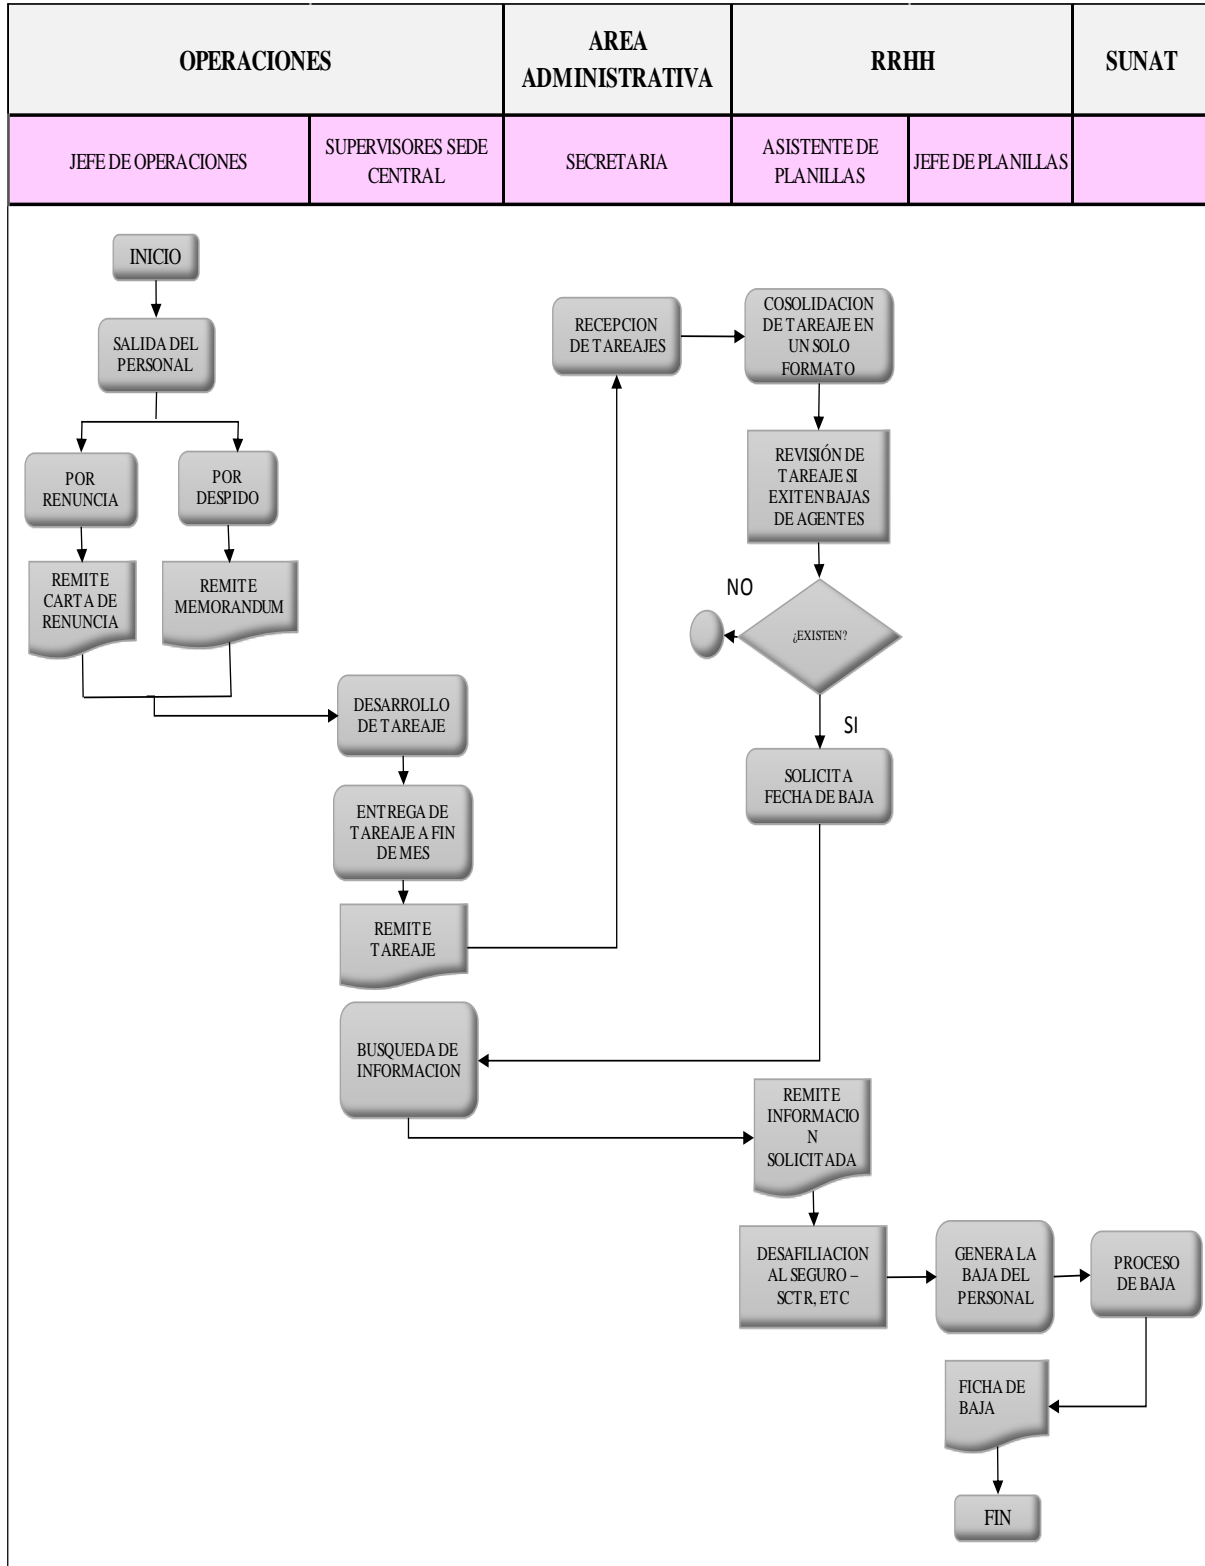 OPERACIONES
AREA
ADMINISTRATIVA
RRHH
SUNAT
JEFE DE OPERACIONES
SUPERVISORES SEDE
CENTRAL
SECRETARIA
ASISTENTE DE
PLANILLAS
JEFE DE PLANILLAS
INICIO
SALIDA DEL
PERSONAL
POR
RENUNCIA
POR
DESPIDO
REMITE
CARTA DE
RENUNCIA
REMITE
MEMORANDUM
DESARROLLO
DE TAREAJE
ENTREGA DE
TAREAJE A FIN
DE MES
REMITE
TAREAJE
RECEPCION
DE TAREAJES
COSOLIDACION
DE TAREAJE EN
UN SOLO
FORMATO
REVISIÓN DE
TAREAJE SI
EXITEN BAJAS
DE AGENTES
NO
¿EXISTEN?
SI
SOLICITA
FECHA DE BAJA
BUSQUEDA DE
INFORMACION
REMITE
INFORMACIO
N
SOLICITADA
DESAFILIACION
AL SEGURO –
SCTR, ETC
GENERA LA
BAJA DEL
PERSONAL
PROCESO
DE BAJA
FICHA DE
BAJA
FIN